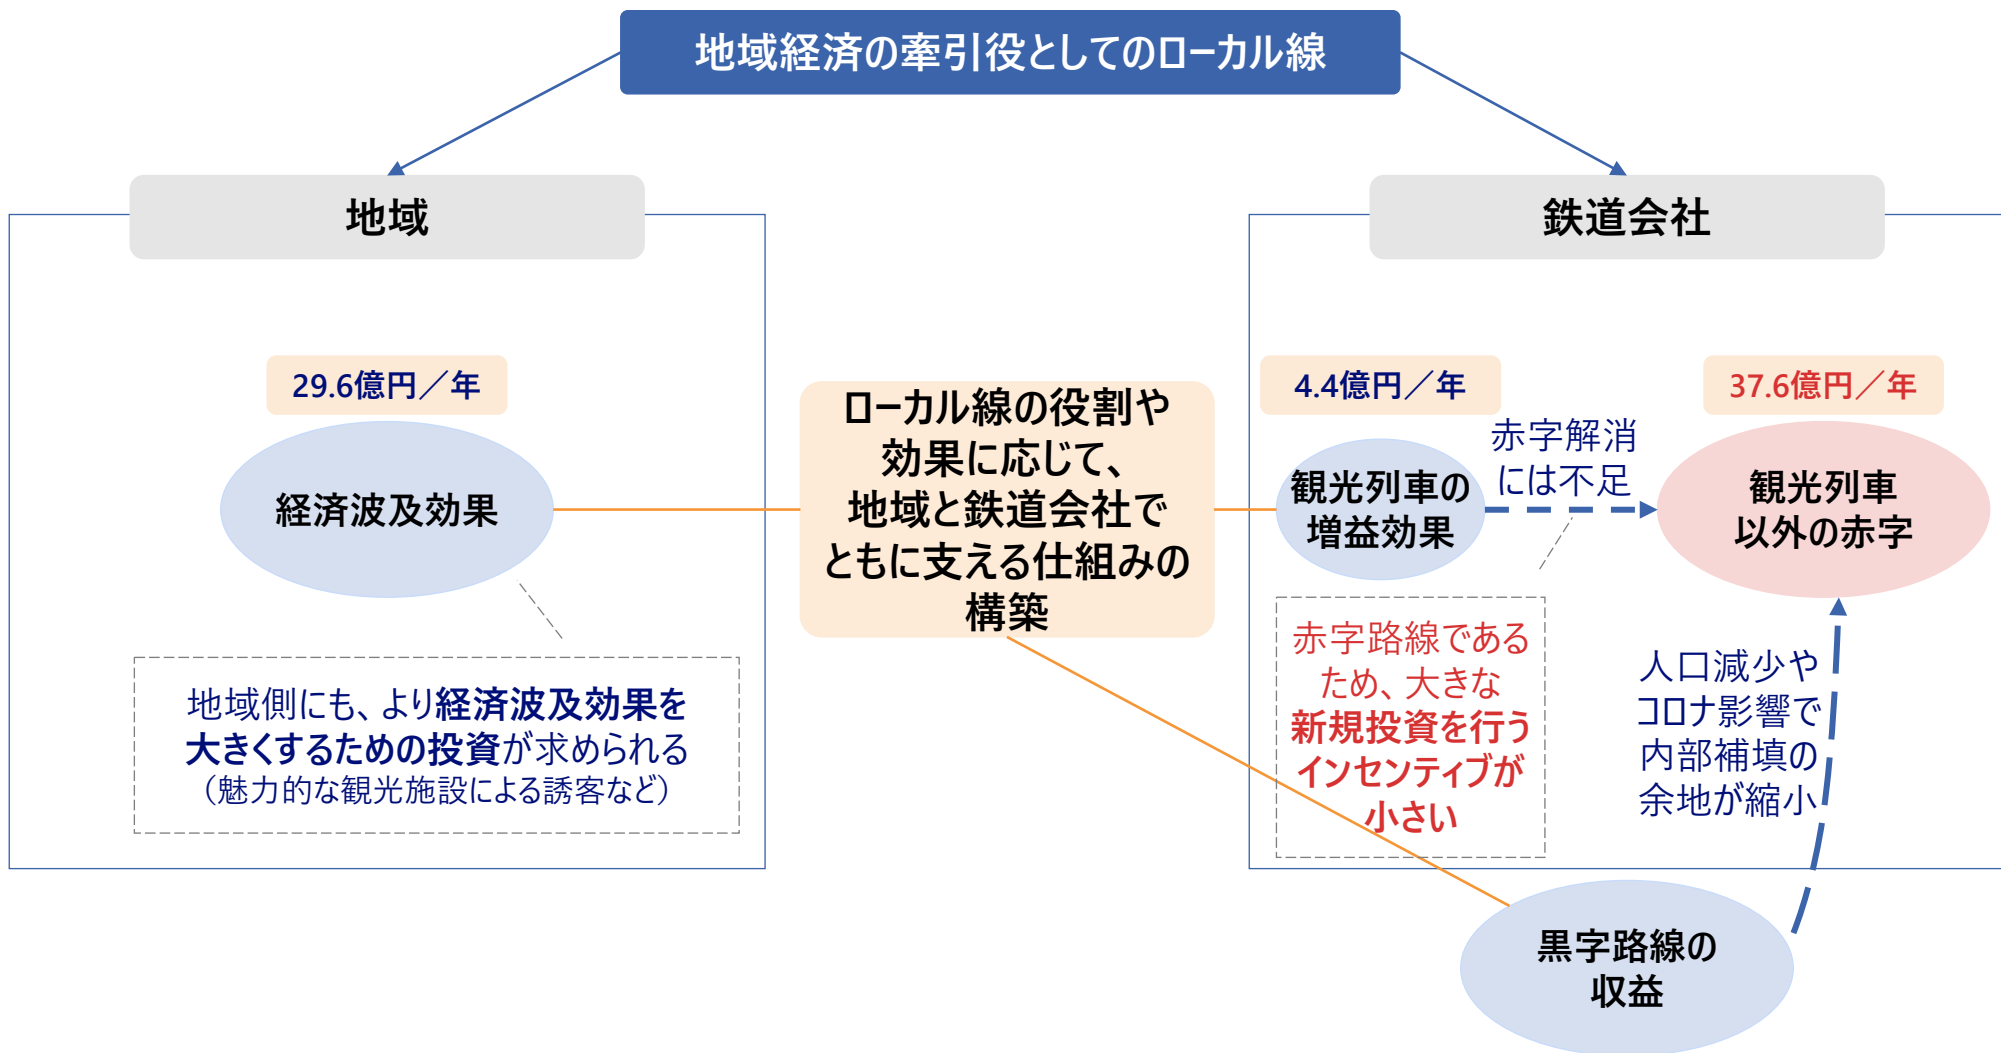 地域経済の牽引役としてのローカル線
地域
29.6億円／年
経済波及効果
地域側にも、より経済波及効果を
大きくするための投資が求められる
（魅力的な観光施設による誘客など）
ローカル線の役割や
効果に応じて、
地域と鉄道会社で
ともに支える仕組みの
構築
鉄道会社
4.4億円／年
観光列車の
増益効果
赤字解消
には不足
37.6億円／年
観光列車
以外の赤字
赤字路線である
ため、大きな
新規投資を行う
インセンティブが
小さい
人口減少や
コロナ影響で
内部補填の
余地が縮小
黒字路線の
収益